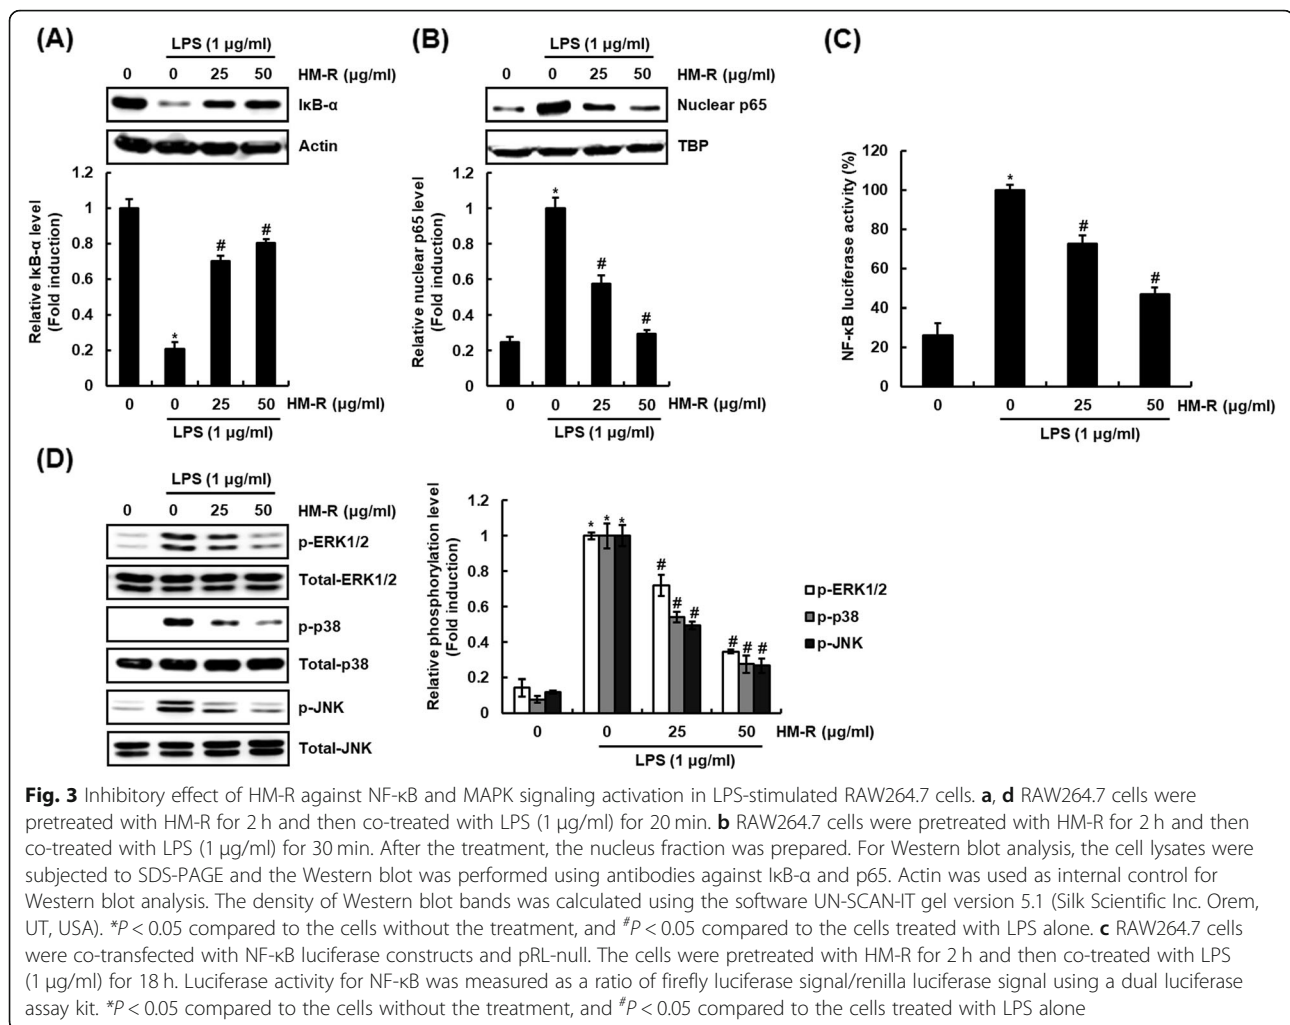 (A)
LPS (1 µg/ml)
0 0 25 50 HM-R (µg/ml)
IκB-α
Actin
1.2
1
0.8
0.6
0.4
0.2
0
Relative IκB-α level
(Fold induction)
*
#
#
0 0 25 50 HM-R (µg/ml)
LPS (1 µg/ml)
(B)
LPS (1 µg/ml)
0 0 25 50 HM-R (µg/ml)
Nuclear p65
TBP
1.2
1
0.8
0.6
0.4
0.2
0
Relative nuclear p65 level
(Fold induction)
*
#
#
0 0 25 50 HM-R (µg/ml)
LPS (1 µg/ml)
(C)
120
100
80
60
40
20
0
NF-κB luciferase activity (%)
*
#
#
0 0 25 50 HM-R (µg/ml)
LPS (1 µg/ml)
(D)
LPS (1 µg/ml)
0 0 25 50 HM-R (µg/ml)
p-ERK1/2
Total-ERK1/2
p-p38
Total-p38
p-JNK
Total-JNK
1.2
1
0.8
0.6
0.4
0.2
0
Relative phosphorylation level
(Fold induction)
* * *
# # #
# # #
p-ERK1/2
p-p38
p-JNK
0 0 25 50 HM-R (µg/ml)
LPS (1 µg/ml)
Fig. 3 Inhibitory effect of HM-R against NF-κB and MAPK signaling activation in LPS-stimulated RAW264.7 cells. a, d RAW264.7 cells were
pretreated with HM-R for 2 h and then co-treated with LPS (1 µg/ml) for 20 min. b RAW264.7 cells were pretreated with HM-R for 2 h and then
co-treated with LPS (1 µg/ml) for 30 min. After the treatment, the nucleus fraction was prepared. For Western blot analysis, the cell lysates were
subjected to SDS-PAGE and the Western blot was performed using antibodies against IκB-α and p65. Actin was used as internal control for
Western blot analysis. The density of Western blot bands was calculated using the software UN-SCAN-IT gel version 5.1 (Silk Scientific Inc. Orem,
UT, USA). *P < 0.05 compared to the cells without the treatment, and #P < 0.05 compared to the cells treated with LPS alone. c RAW264.7 cells
were co-transfected with NF-κB luciferase constructs and pRL-null. The cells were pretreated with HM-R for 2 h and then co-treated with LPS
(1 µg/ml) for 18 h. Luciferase activity for NF-κB was measured as a ratio of firefly luciferase signal/renilla luciferase signal using a dual luciferase
assay kit. *P < 0.05 compared to the cells without the treatment, and #P < 0.05 compared to the cells treated with LPS alone